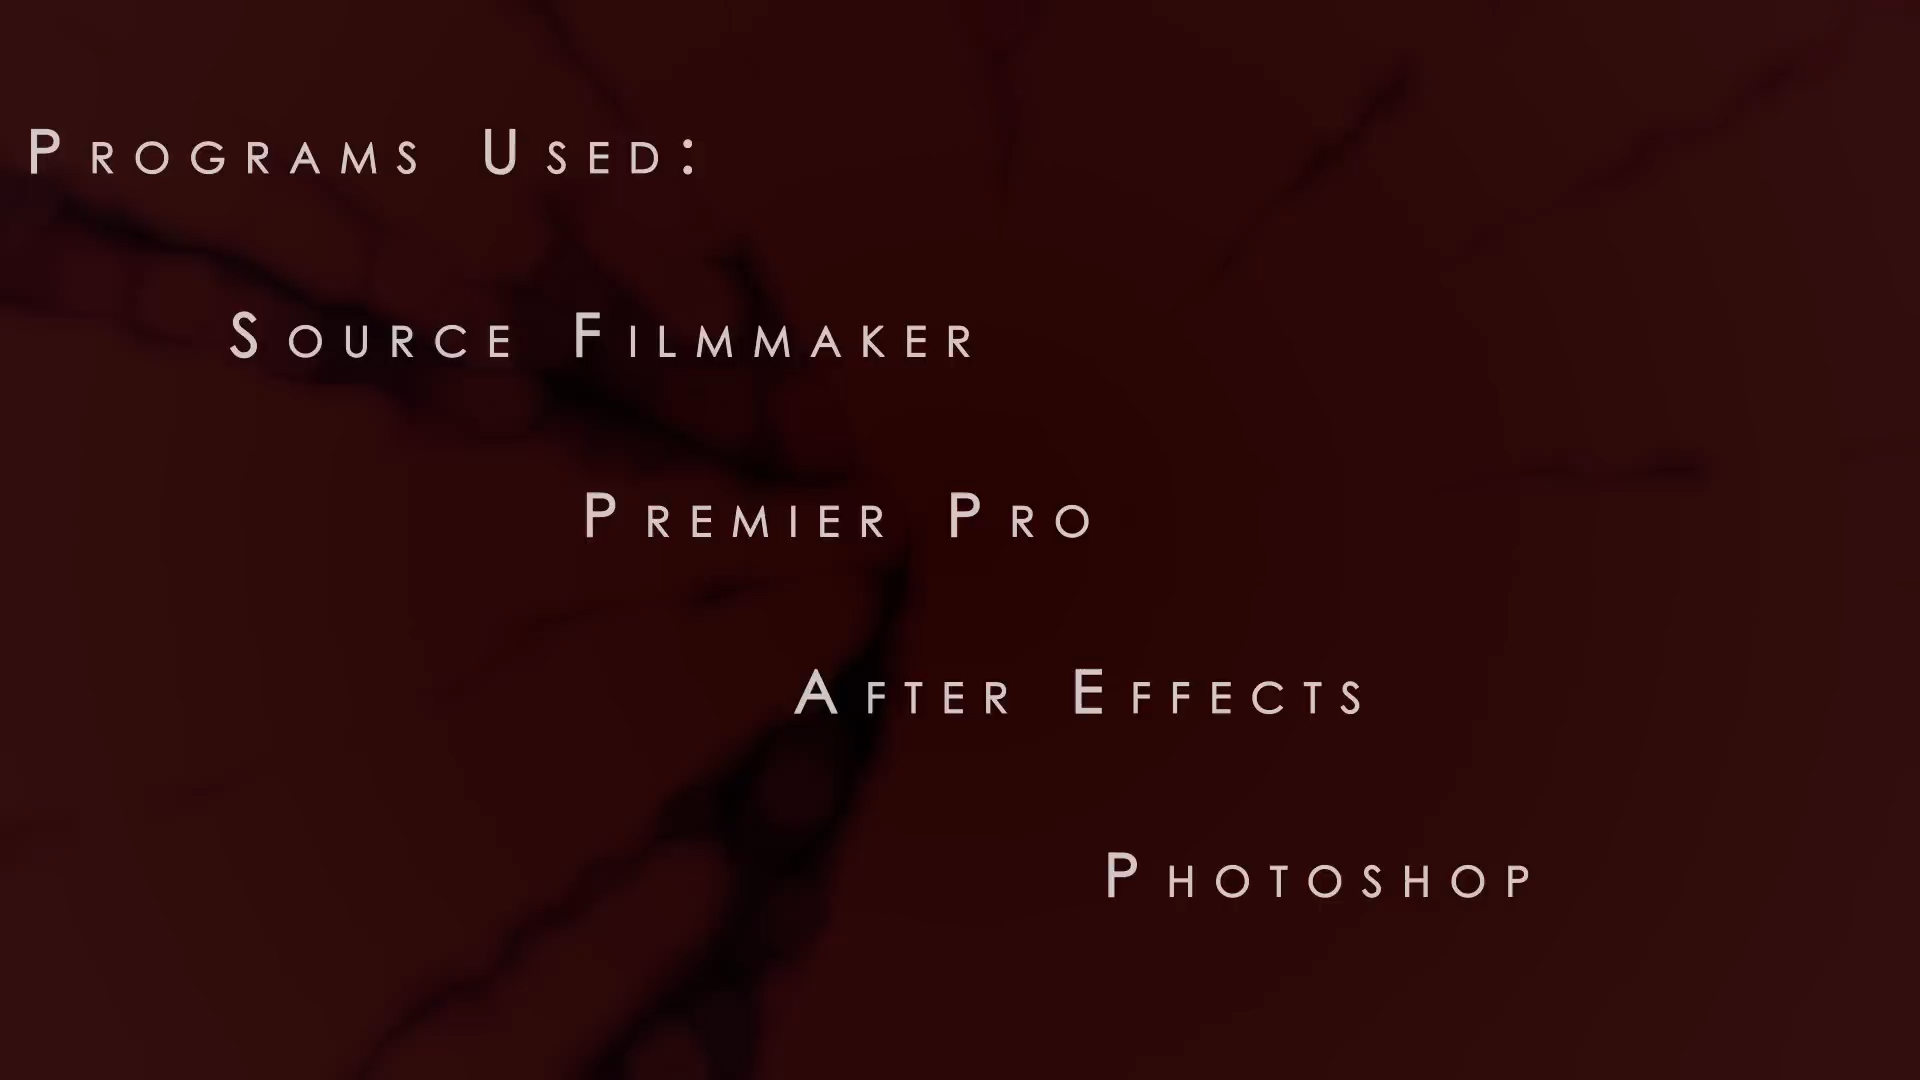 Programs Used:
Source Filmmaker
Premier Pro
After Effects
Photoshop